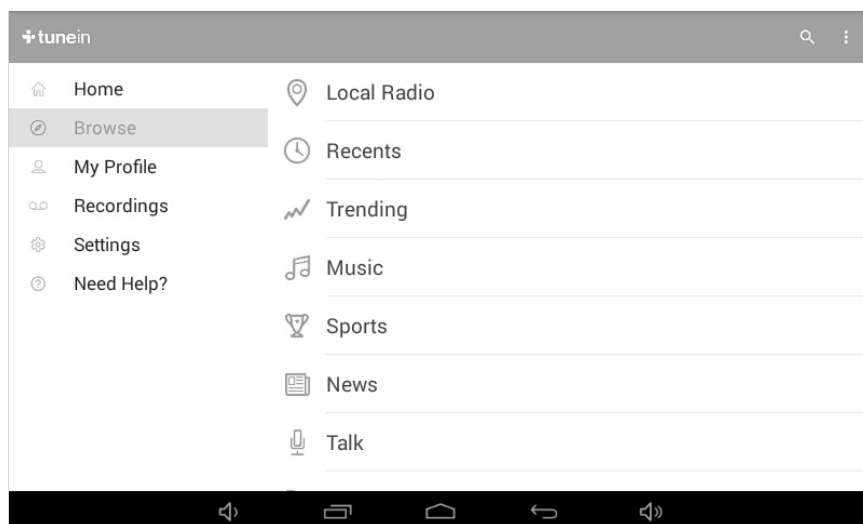 tunein
Home
Browse
My Profile
Recordings
Settings
Need Help?
Local Radio
Recents
Trending
Music
Sports
News
Talk